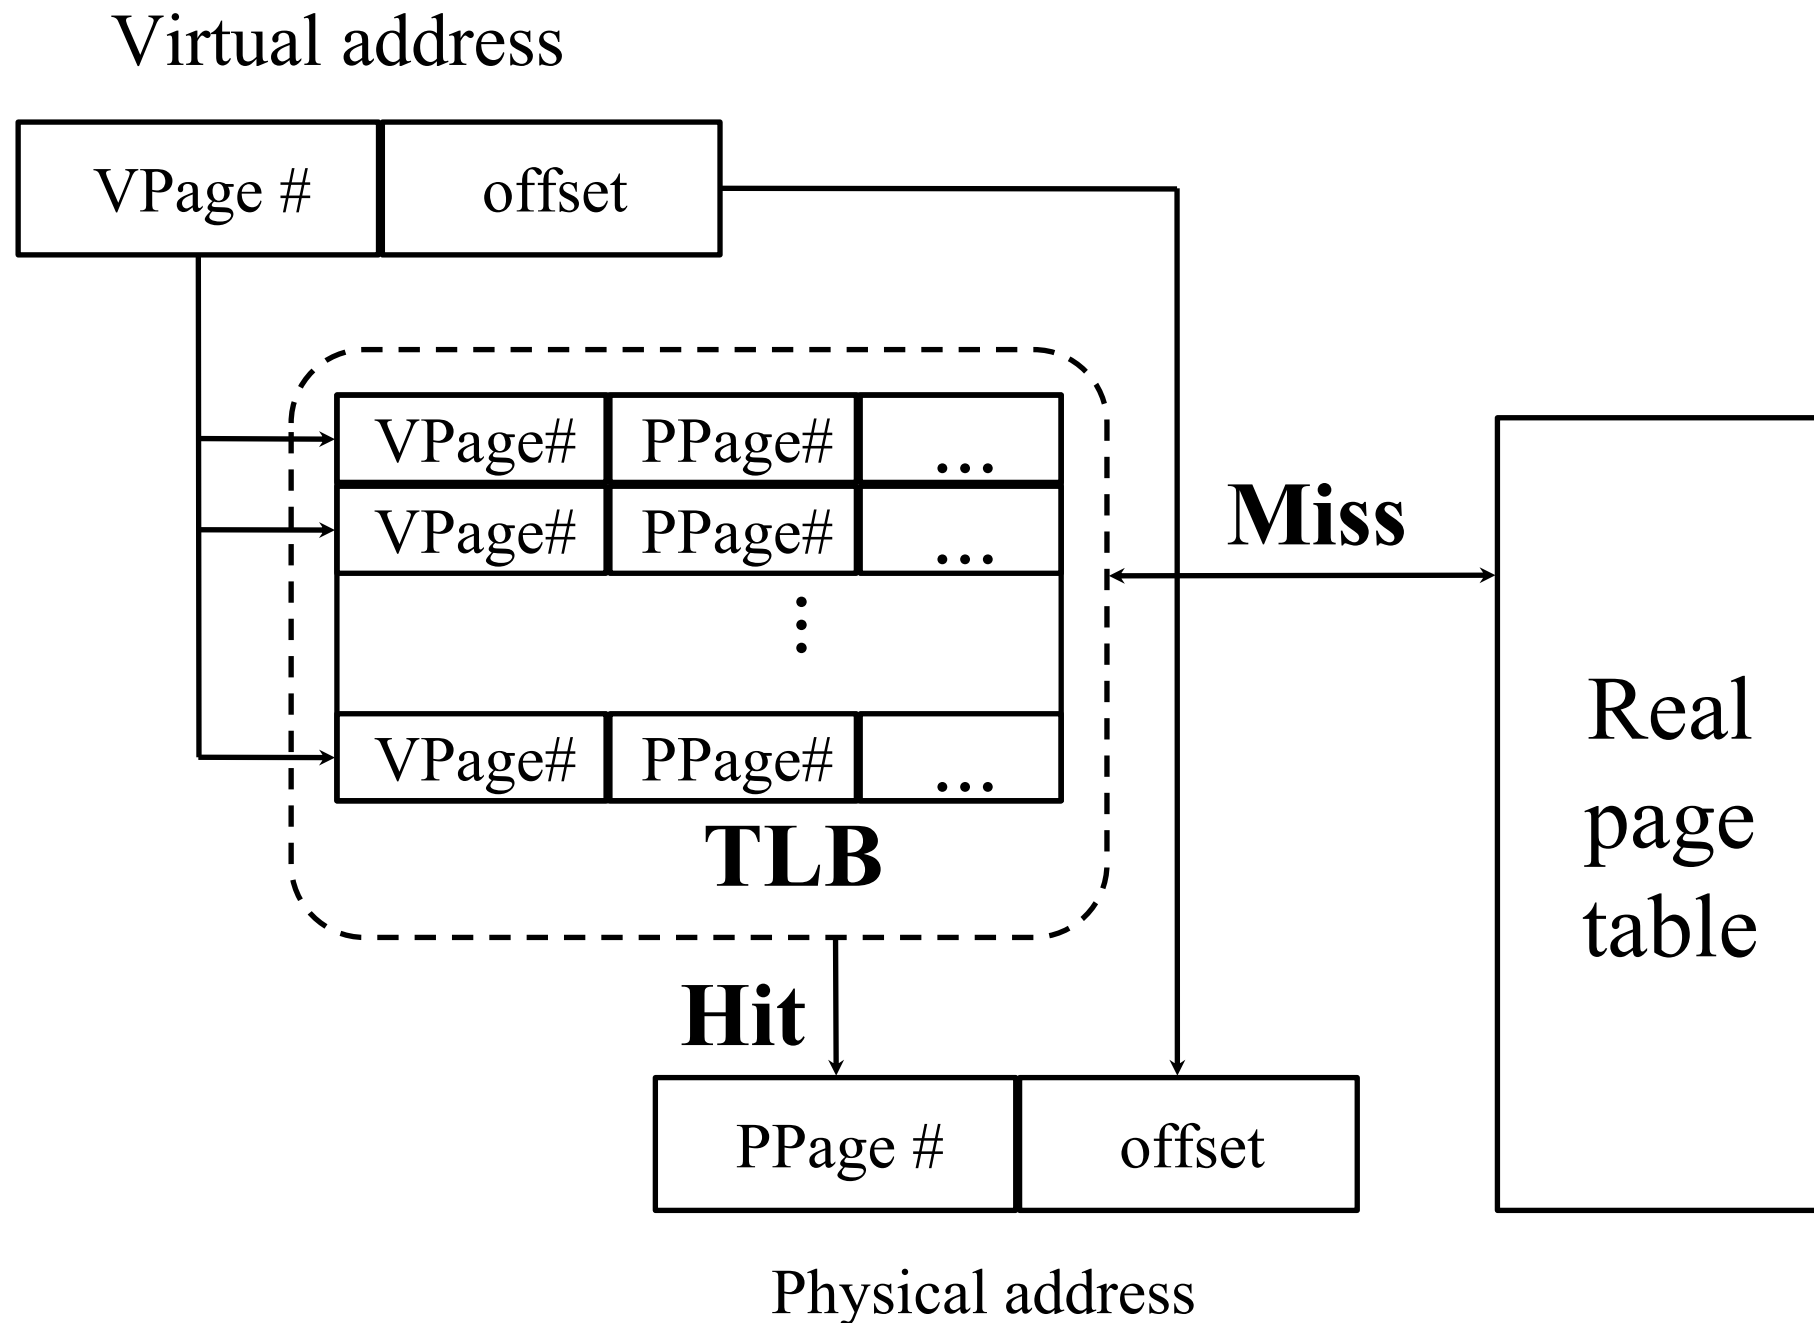 Virtual address
VPage # offset
VPage# PPage# ...
VPage# PPage# ...
⋮
VPage# PPage# ...
TLB
Miss
Real
page
table
Hit
PPage # offset
Physical address